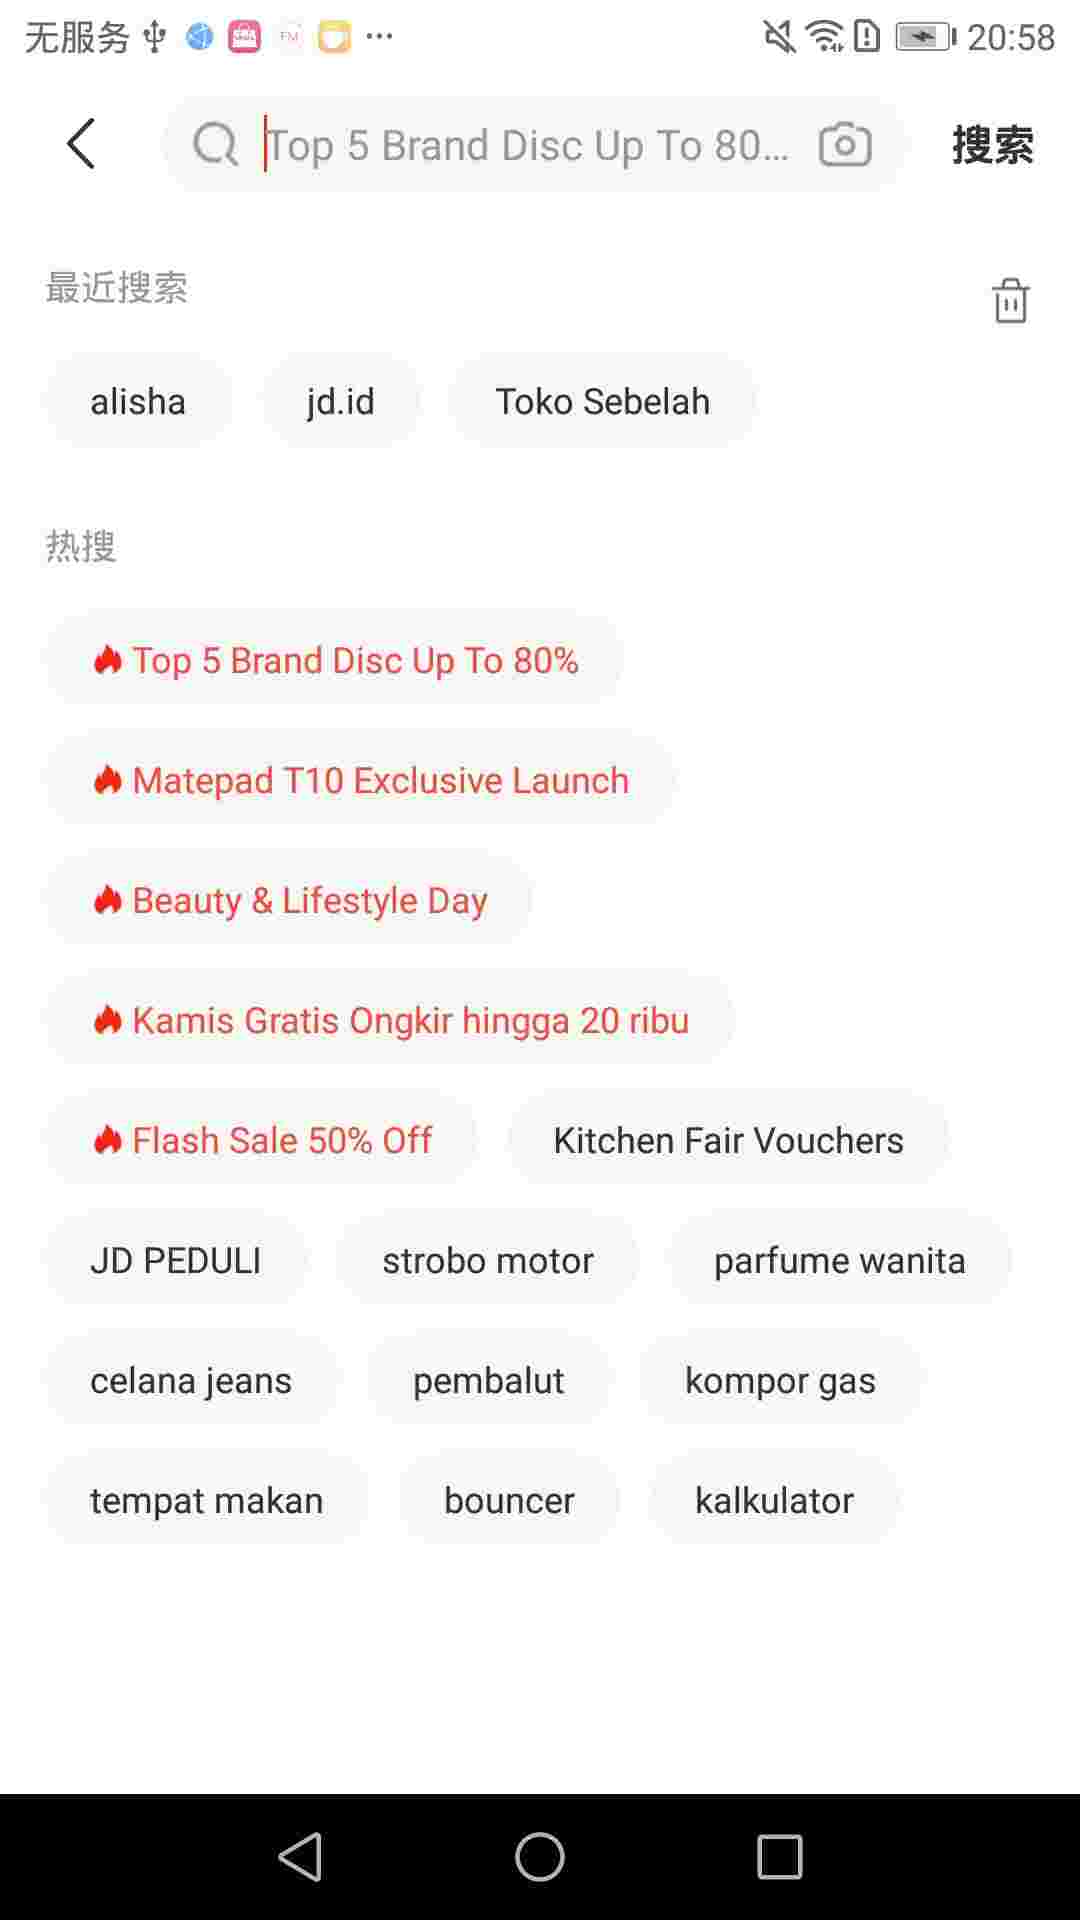 无服务 20:58
Top 5 Brand Disc Up To 80... 搜索
最近搜索
alisha jd.id Toko Sebelah
热搜
Top 5 Brand Disc Up To 80%
Matepad T10 Exclusive Launch
Beauty & Lifestyle Day
Kamis Gratis Ongkir hingga 20 ribu
Flash Sale 50% Off Kitchen Fair Vouchers
JD PEDULI strobo motor parfume wanita
celana jeans pembalut kompor gas
tempat makan bouncer kalkulator